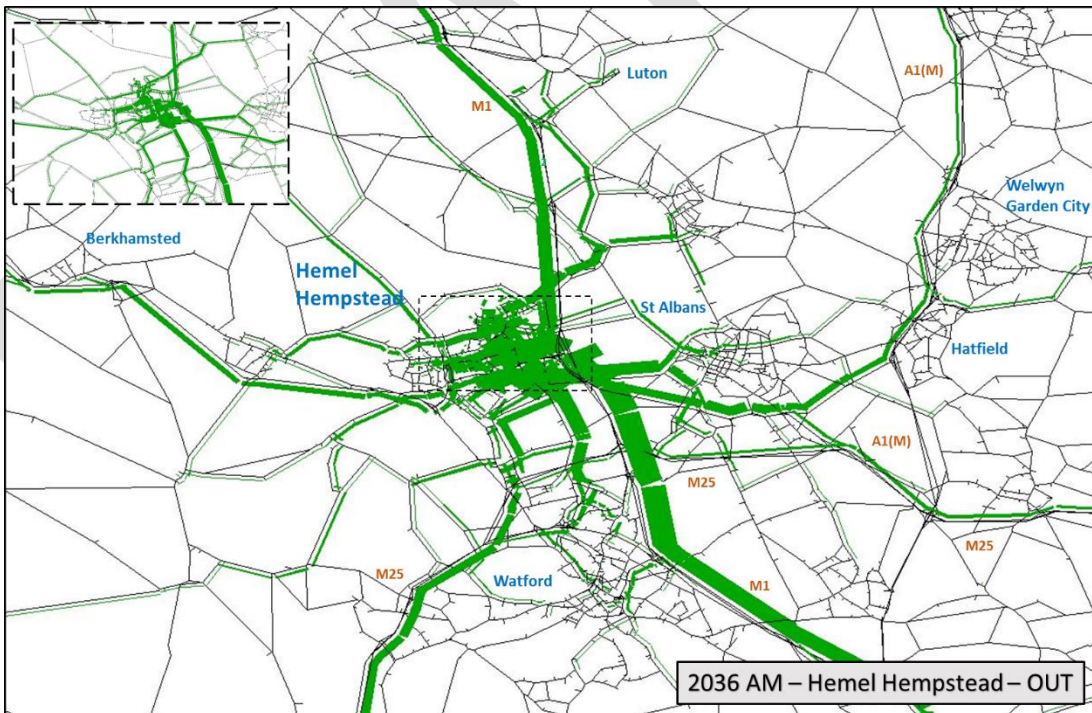 A1(M)
Luton
M1
Welwyn
Garden City
Berkhamsted
Hemel
Hempstead
St Albans
Hatfield
A1(M)
M25
M25
M25
Watford
M1
2036 AM – Hemel Hempstead – OUT